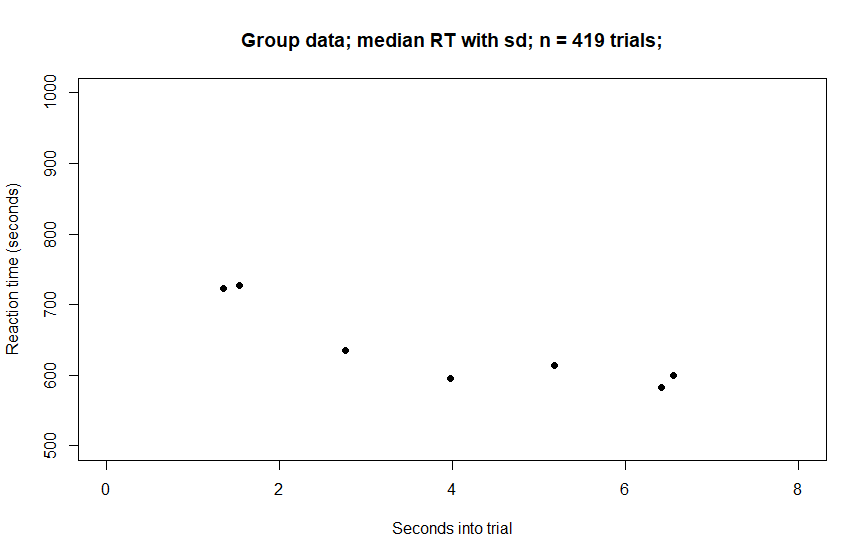 Group data; median RT with sd; n = 419 trials;
1000
900
800
700
600
500
Reaction time (seconds)
0 2 4 6 8
Seconds into trial